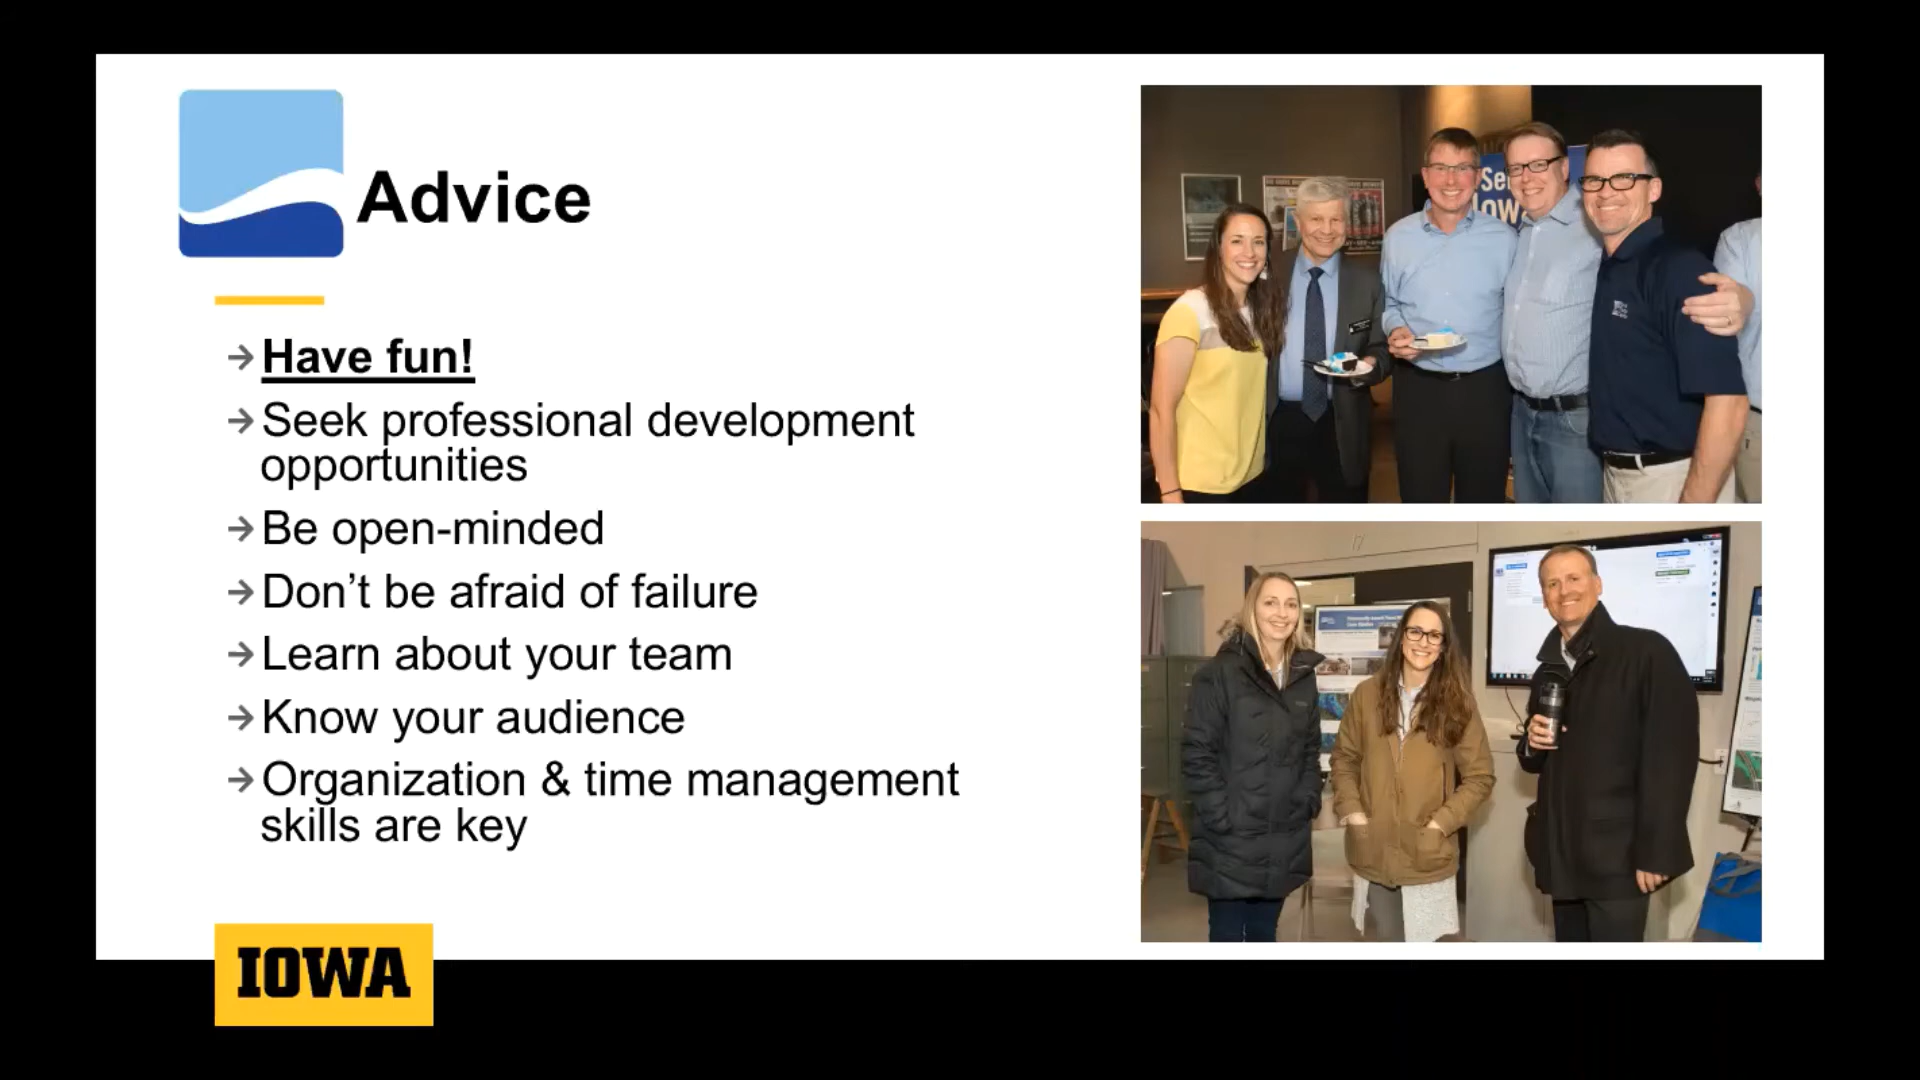 Advice
→ Have fun!
→ Seek professional development
opportunities
→ Be open-minded
→ Don’t be afraid of failure
→ Learn about your team
→ Know your audience
→ Organization & time management
skills are key
IOWA